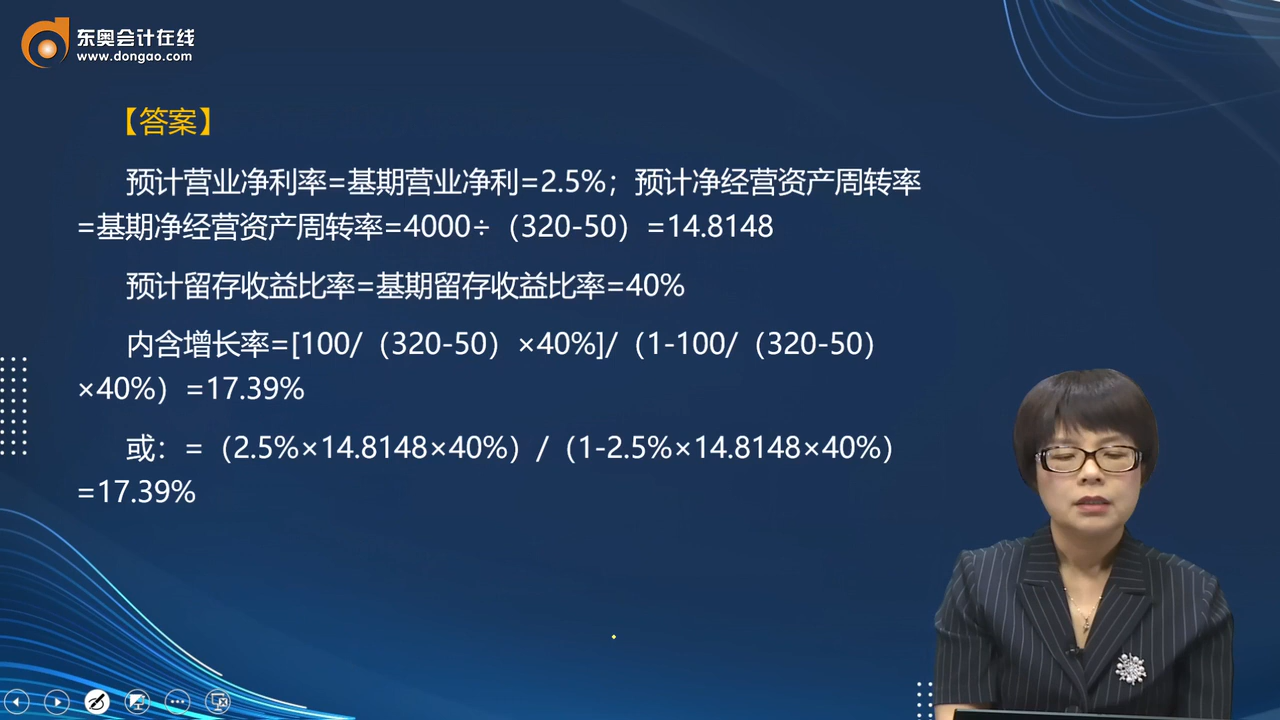 东奥会计在线
www.dongao.com
【答案】
预计营业净利率=基期营业净利=2.5%；预计净经营资产周转率
=基期净经营资产周转率=4000÷（320-50）=14.8148
预计留存收益比率=基期留存收益比率=40%
内含增长率=[100/（320-50）×40%]/（1-100/（320-50）
×40%）=17.39%
或：=（2.5%×14.8148×40%）/（1-2.5%×14.8148×40%）
=17.39%